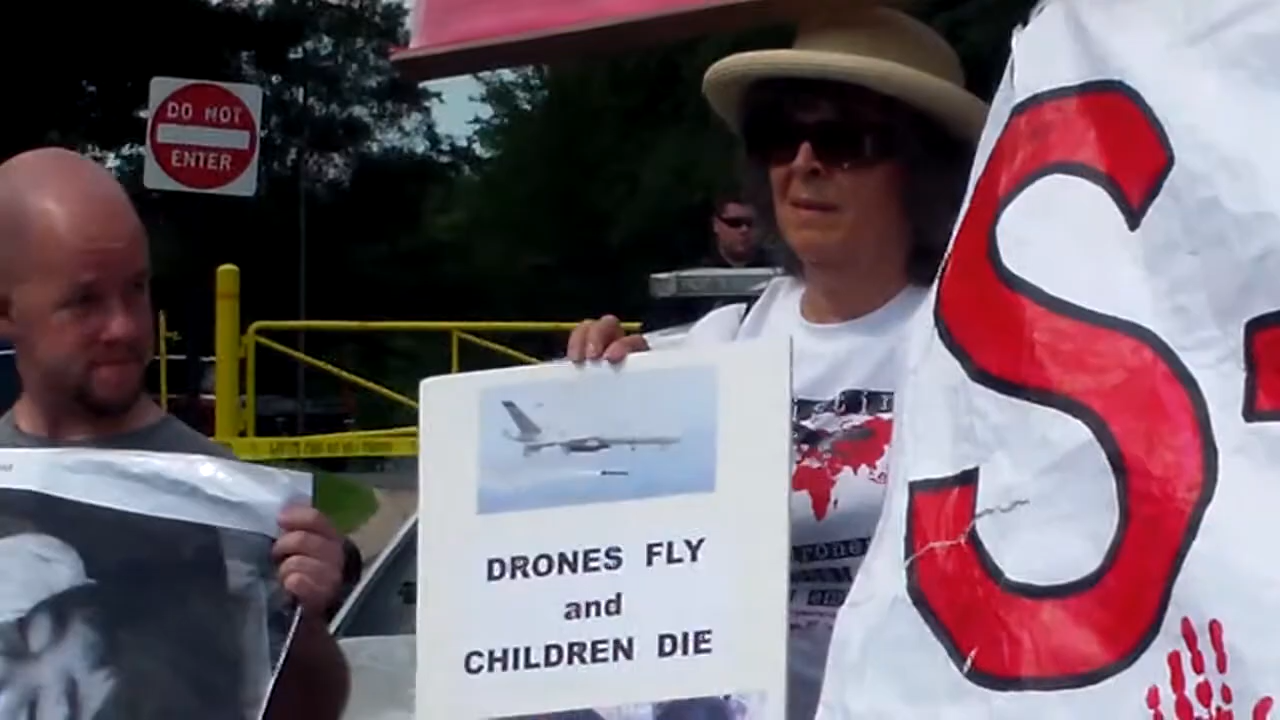 DO NOT
ENTER
DRONES FLY
and
CHILDREN DIE
S